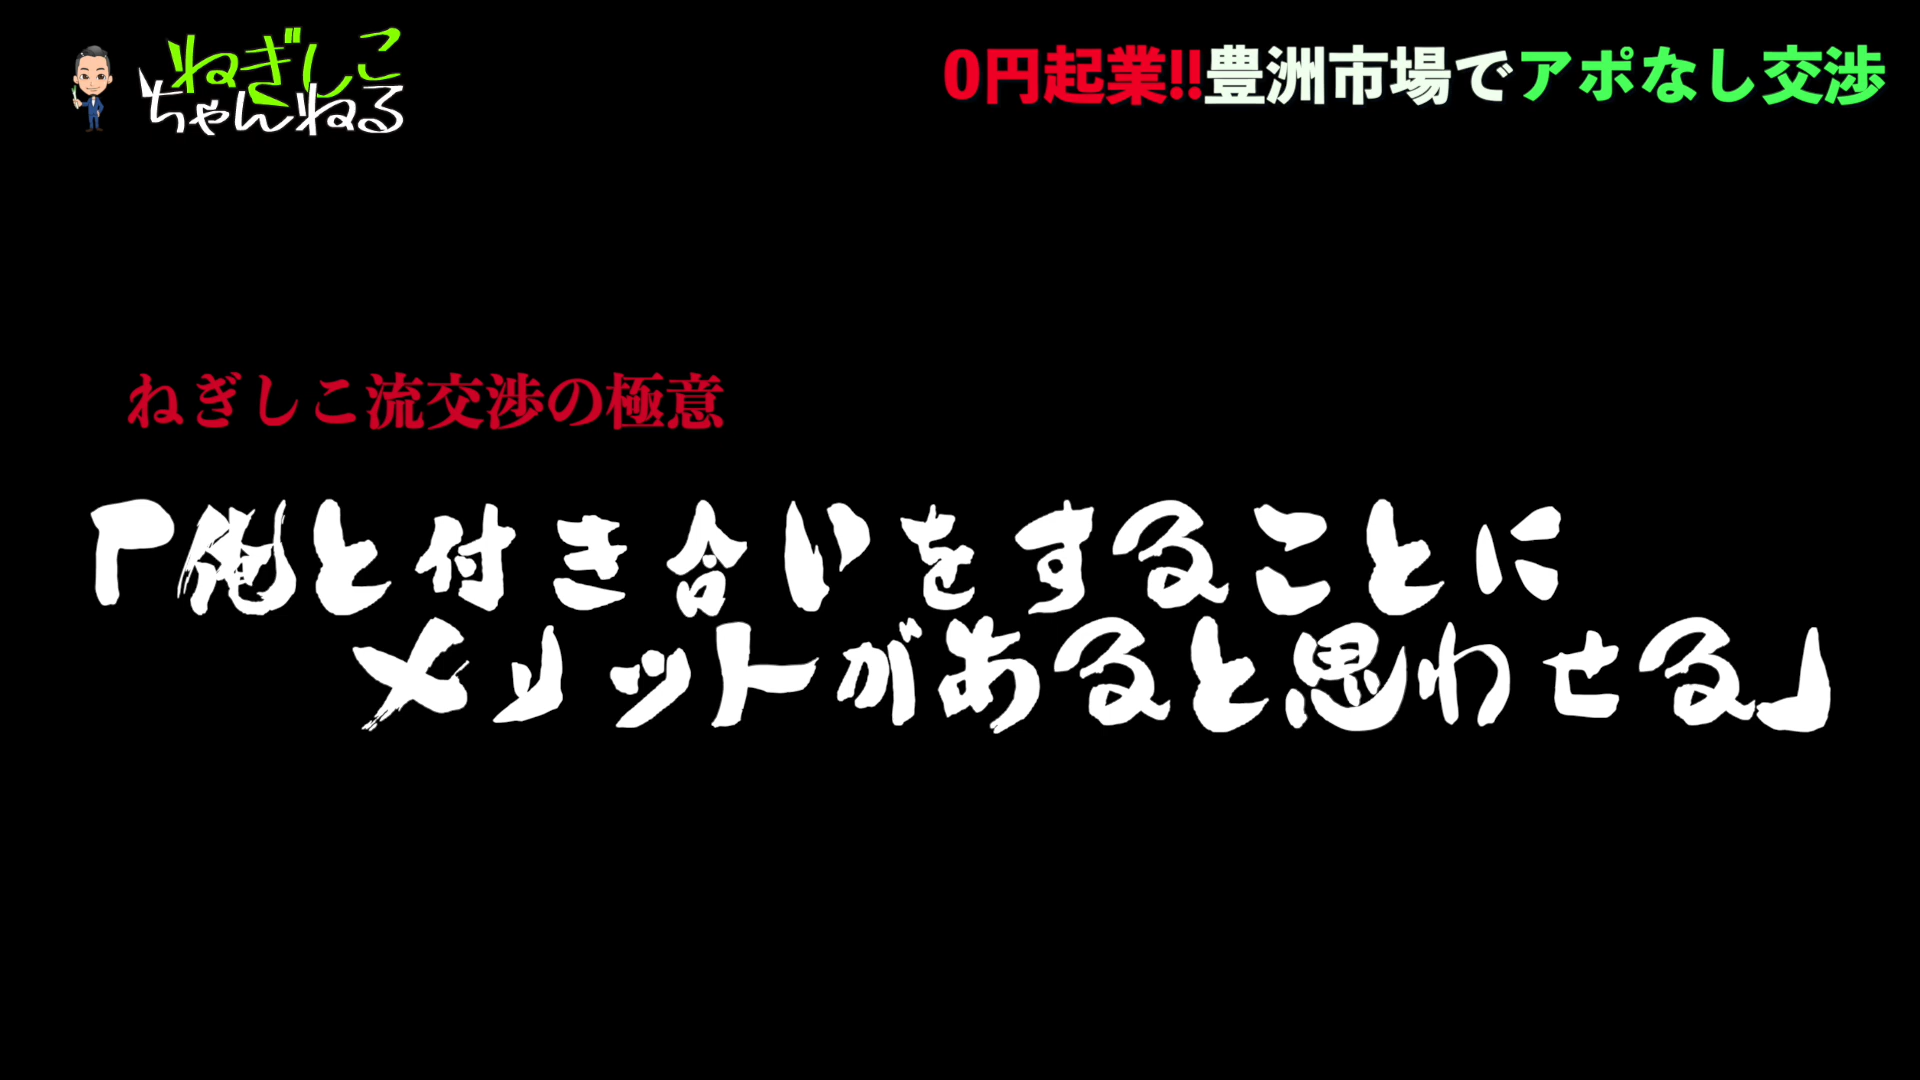 ねぎしこ
ちゃんねる
0円起業!!豊洲市場でアポなし交渉
ねぎしこ流交渉の極意
「俺と付き合いをすることに
メリットがあると思わせる」